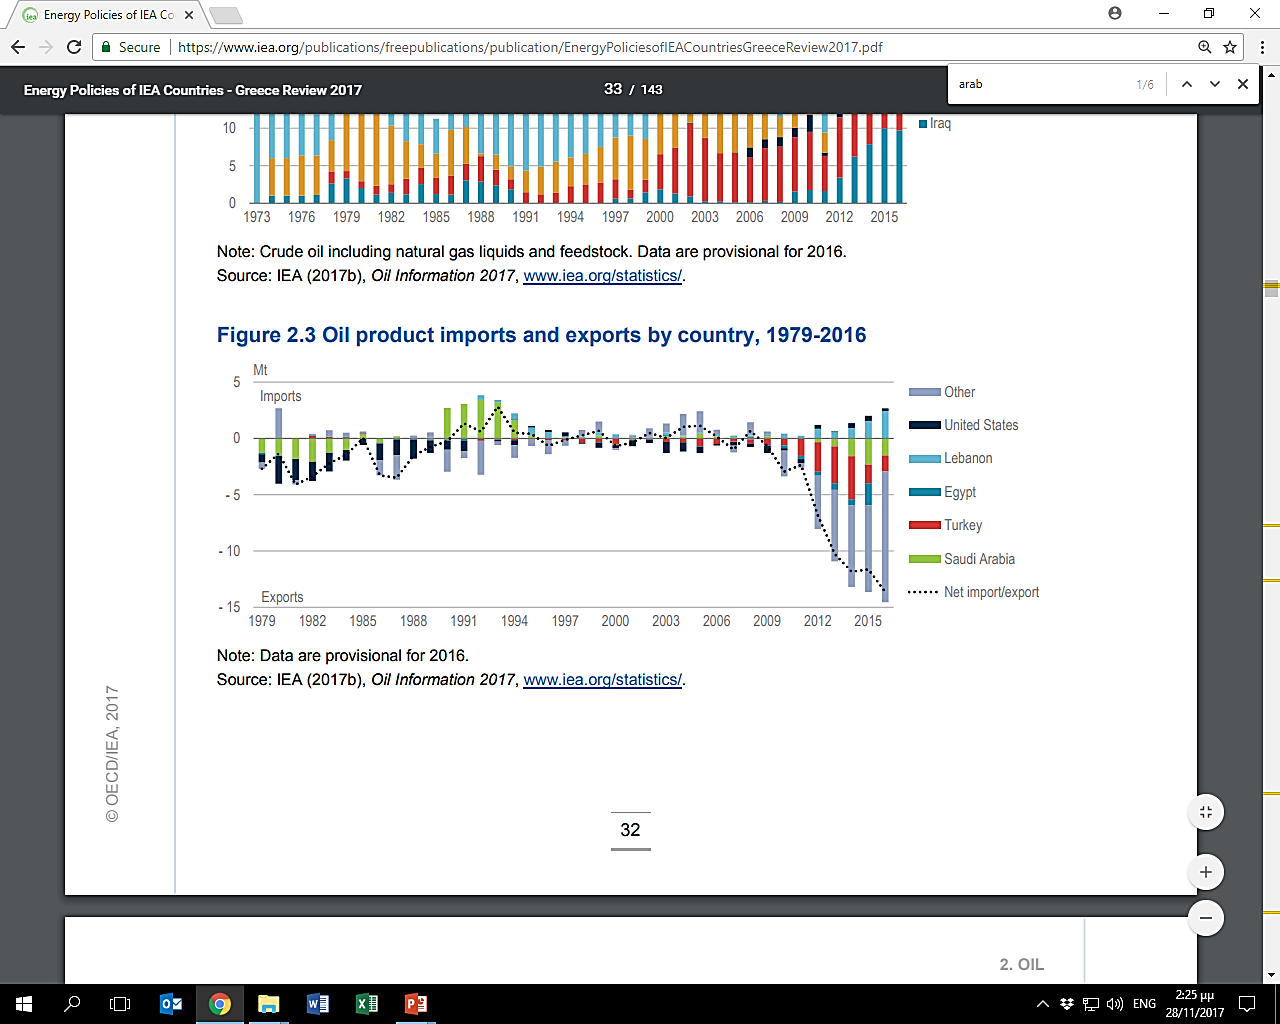 Energy Policies of IEA Co
Secure
https://www.iea.org/publications/freepublications/publication/EnergyPoliciesofIEACountriesGreeceReview2017.pdf
Energy Policies of IEA Countries - Greece Review 2017
33 / 143
arab
1/6
10
5
0
Iraq
1973 1976 1979 1982 1985 1988 1991 1994 1997 2000 2003 2006 2009 2012 2015
Note: Crude oil including natural gas liquids and feedstock. Data are provisional for 2016.
Source: IEA (2017b), Oil Information 2017, www.iea.org/statistics/.
Figure 2.3 Oil product imports and exports by country, 1979-2016
Mt
5
Imports
0
- 5
- 10
Exports
- 15
1979 1982 1985 1988 1991 1994 1997 2000 2003 2006 2009 2012 2015
Other
United States
Lebanon
Egypt
Turkey
Saudi Arabia
Net import/export
Note: Data are provisional for 2016.
Source: IEA (2017b), Oil Information 2017, www.iea.org/statistics/.
© OECD/IEA, 2017
32
2. OIL
ENG
2:25 μμ
28/11/2017